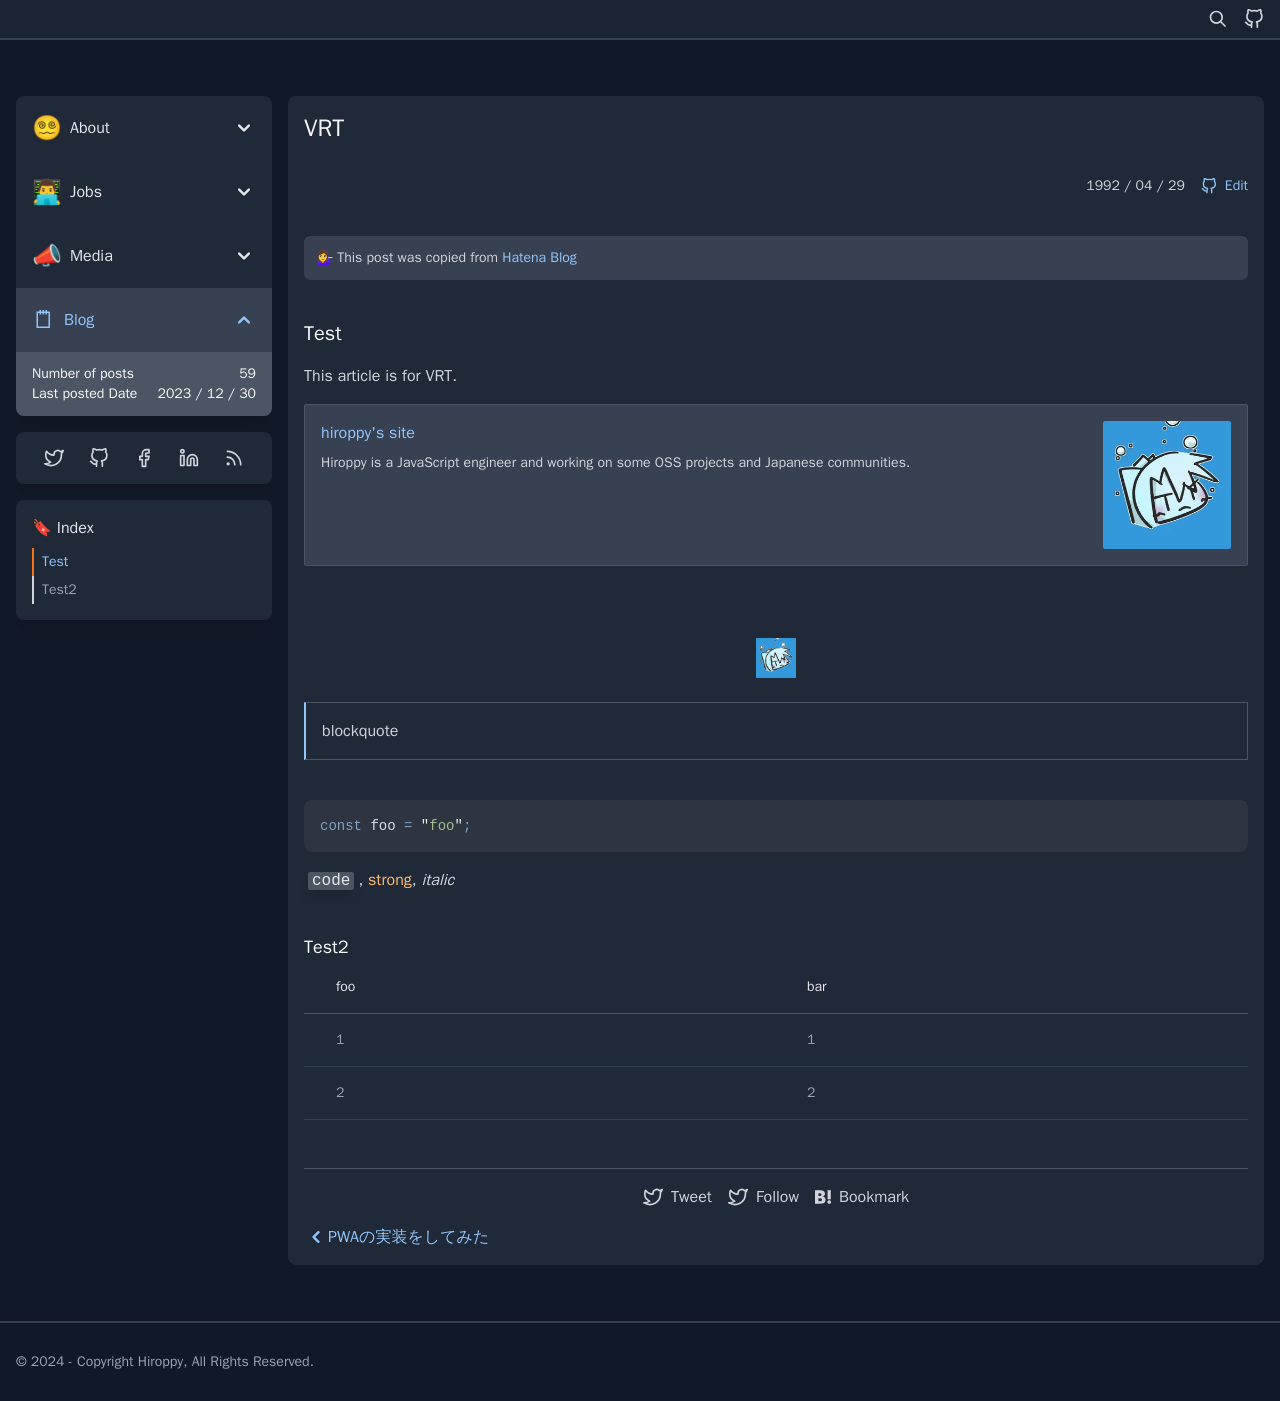 About
Jobs
Media
Blog
Number of posts 59
Last posted Date 2023 / 12 / 30
🔖 Index
Test
Test2
VRT
1992 / 04 / 29 Edit
💁‍♀️ This post was copied from Hatena Blog
Test
This article is for VRT.
hiroppy's site
Hiroppy is a JavaScript engineer and working on some OSS projects and Japanese communities.
blockquote
const foo = "foo";
code , strong, italic
Test2
foo bar
1 1
2 2
Tweet Follow B! Bookmark
PWAの実装をしてみた
© 2024 - Copyright Hiroppy, All Rights Reserved.